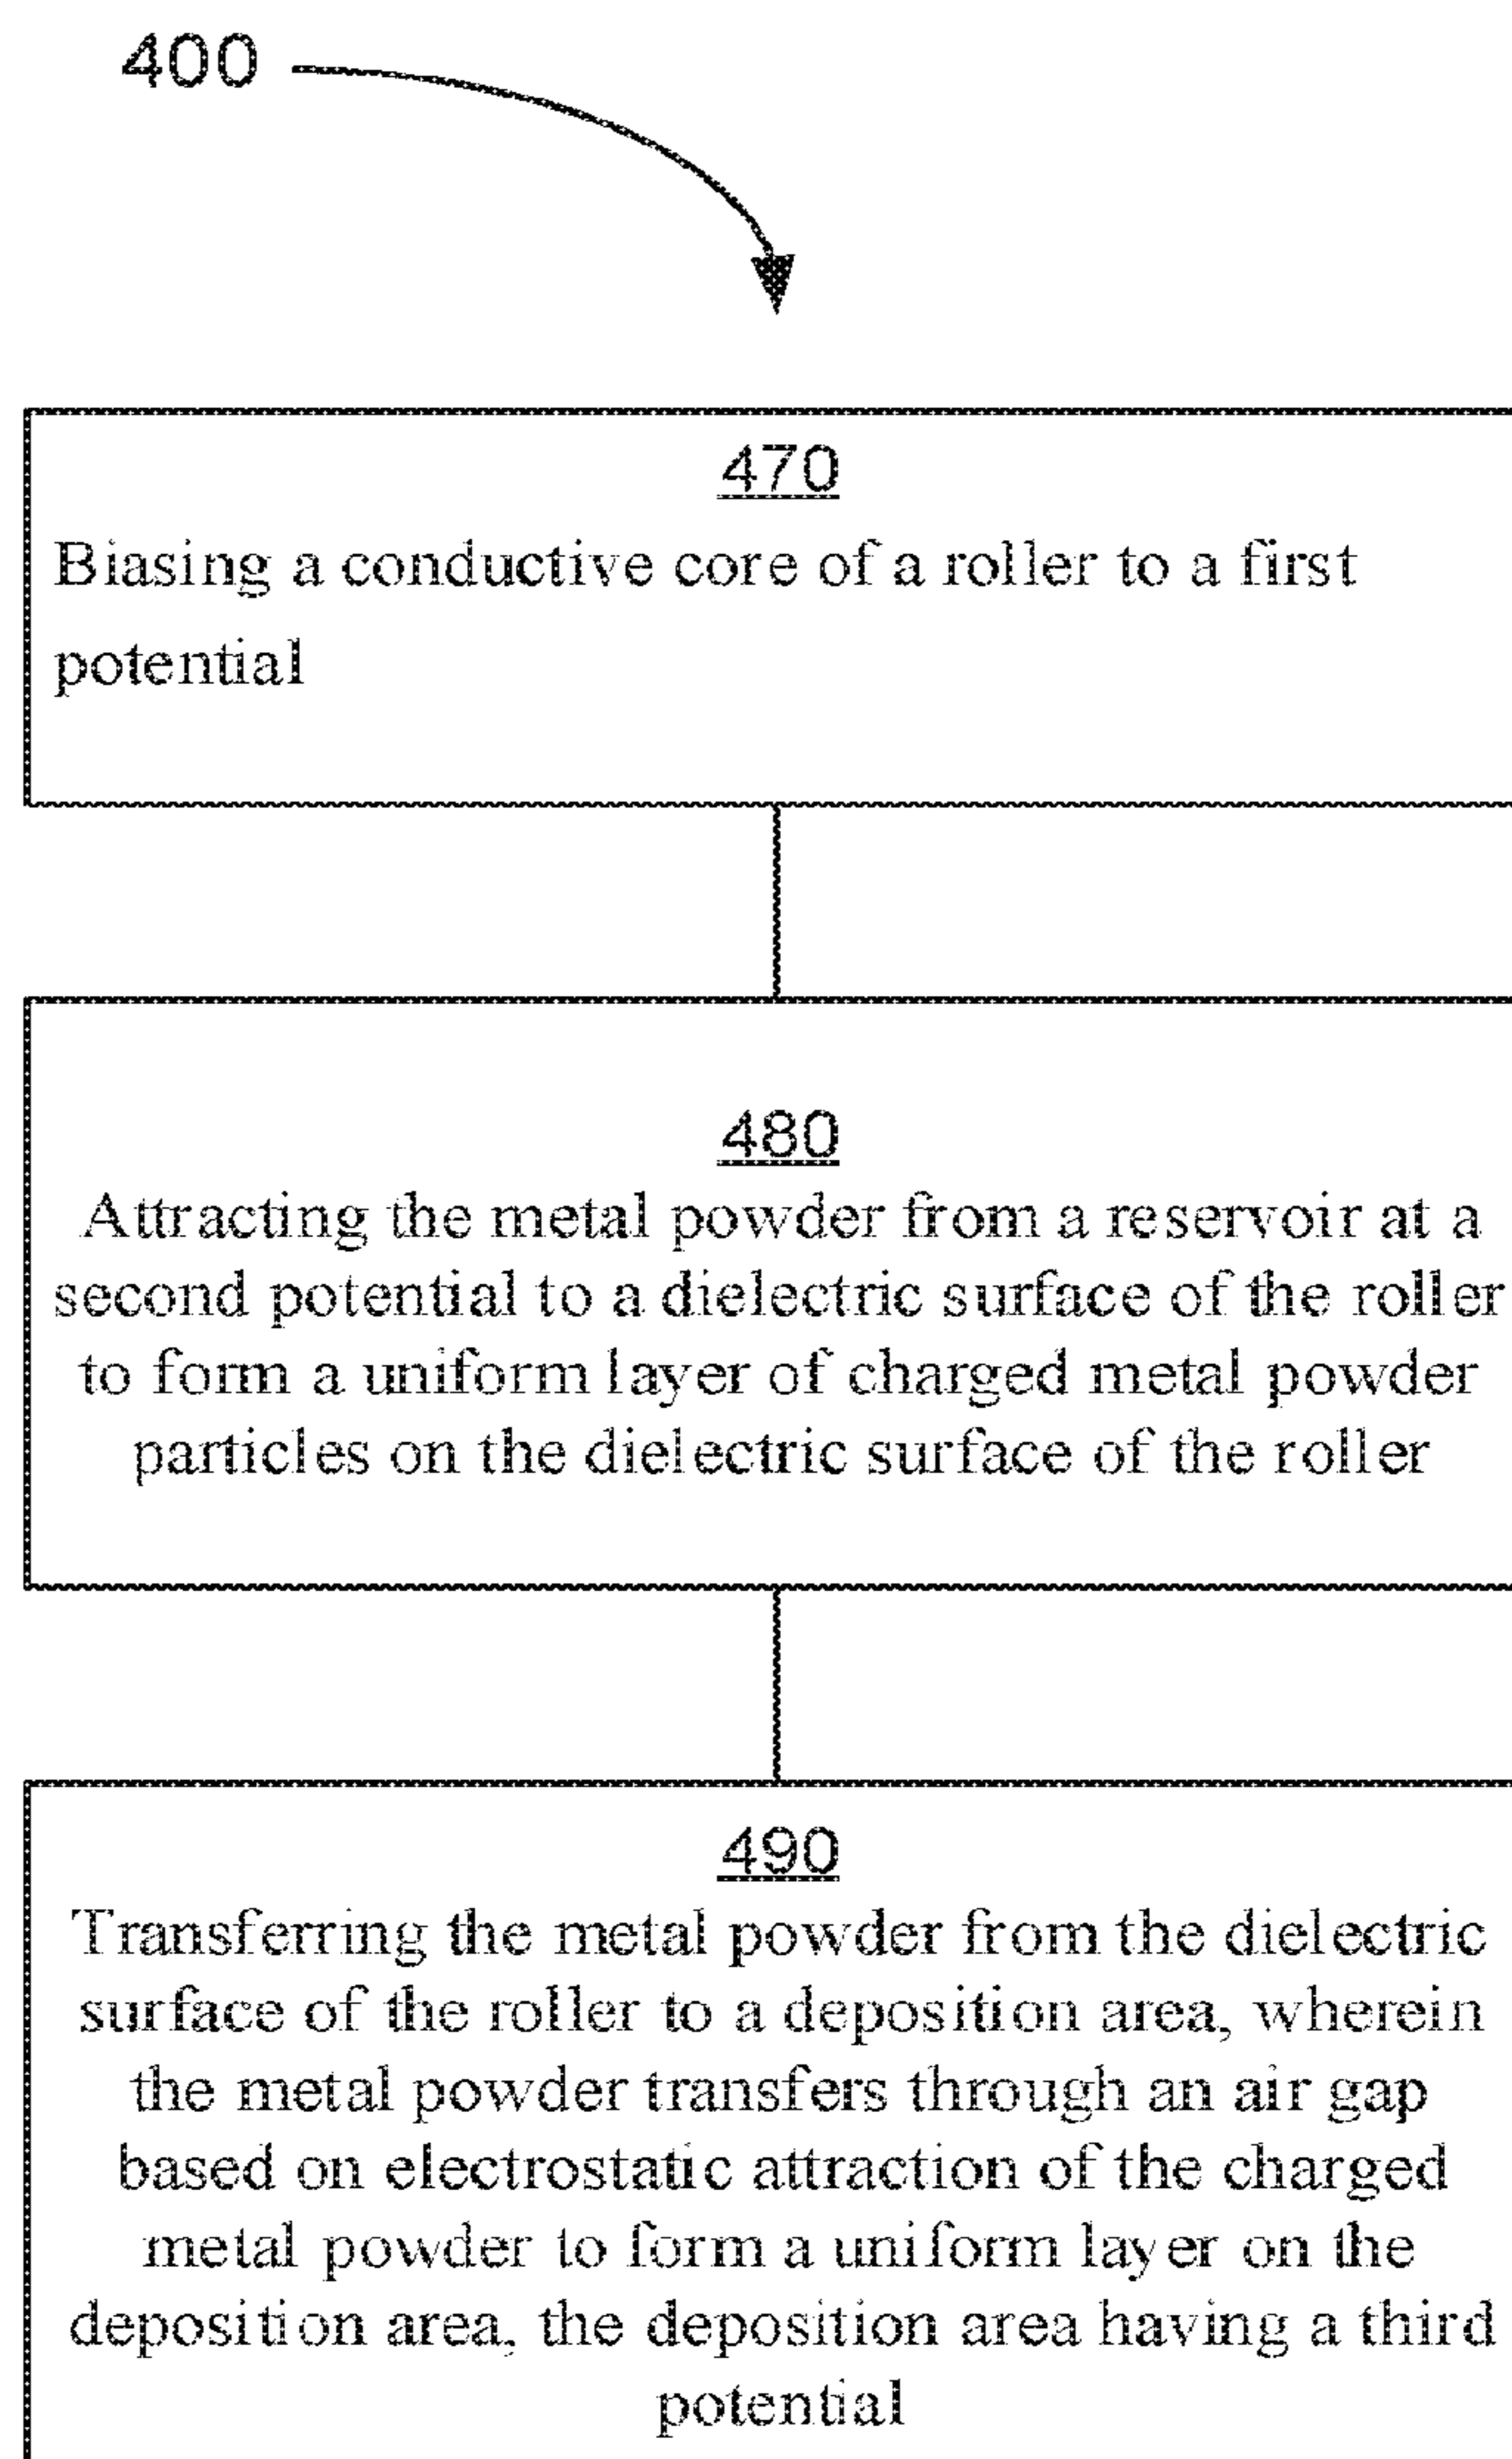 400
470
Biasing a conductive core of a roller to a first
potential
480
Attracting the metal powder from a reservoir at a
second potential to a dielectric surface of the roller
to form a uniform layer of charged metal powder
particles on the dielectric surface of the roller
490
Transferring the metal powder from the dielectric
surface of the roller to a deposition area, wherein
the metal powder transfers through an air gap
based on electrostatic attraction of the charged
metal powder to form a uniform layer on the
deposition area, the deposition area having a third
potential